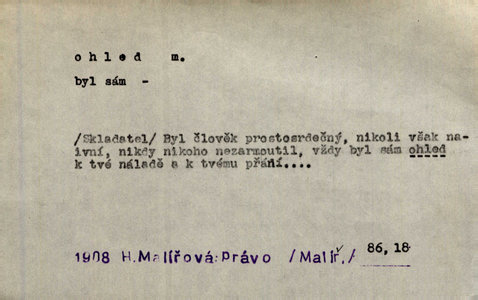 ohled m.
byl sám -
/Skladatel/ Byl člověk prostosrdečný, nikoli však na-
ivní, nikdy nikoho nezarmoutil, vždy byl sám ohled
k tvé náladě a k tvému přání....
1908 H.Malířová:Právo /Malíř./ 86,18